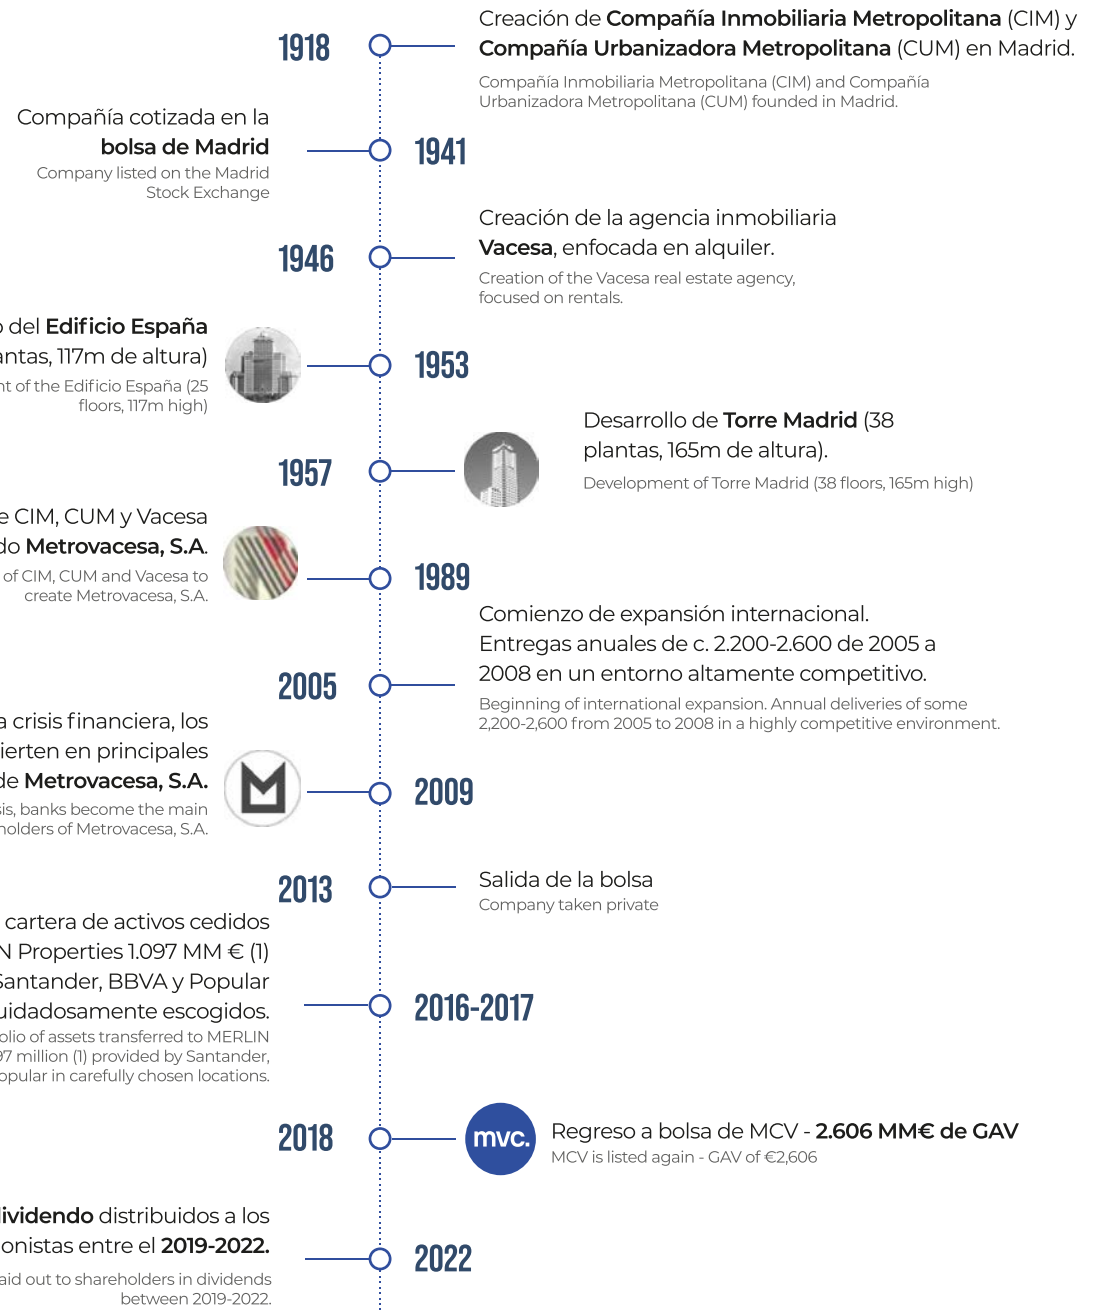 1918
Creación de Compañía Inmobiliaria Metropolitana (CIM) y
Compañía Urbanizadora Metropolitana (CUM) en Madrid.
Compañía Inmobiliaria Metropolitana (CIM) and Compañía
Urbanizadora Metropolitana (CUM) founded in Madrid.
Compañía cotizada en la
bolsa de Madrid
Company listed on the Madrid
Stock Exchange
1941
1946
Creación de la agencia inmobiliaria
Vacesa, enfocada en alquiler.
Creation of the Vacesa real estate agency,
focused on rentals.
del Edificio España
117m de altura)
of the Edificio España (25
floors, 117m high)
1953
1957
Desarrollo de Torre Madrid (38
plantas, 165m de altura).
Development of Torre Madrid (38 floors, 165m high)
CIM, CUM y Vacesa
Metrovacesa, S.A.
of CIM, CUM and Vacesa to
create Metrovacesa, S.A.
1989
2005
Comienzo de expansión internacional.
Entregas anuales de c. 2.200-2.600 de 2005 a
2008 en un entorno altamente competitivo.
Beginning of international expansion. Annual deliveries of some
2,200-2,600 from 2005 to 2008 in a highly competitive environment.
crisis financiera, los
en principales
de Metrovacesa, S.A.
banks become the main
of Metrovacesa, S.A.
2009
2013
Salida de la bolsa
Company taken private
cartera de activos cedidos
Properties 1.097 MM € (1)
Santander, BBVA y Popular
escogidos.
of assets transferred to MERLIN
million (1) provided by Santander,
in carefully chosen locations.
2016-2017
2018
mvc.
Regreso a bolsa de MCV - 2.606 MM€ de GAV
MCV is listed again - GAV of €2,606
dividendo distribuidos a los
entre el 2019-2022.
out to shareholders in dividends
between 2019-2022.
2022